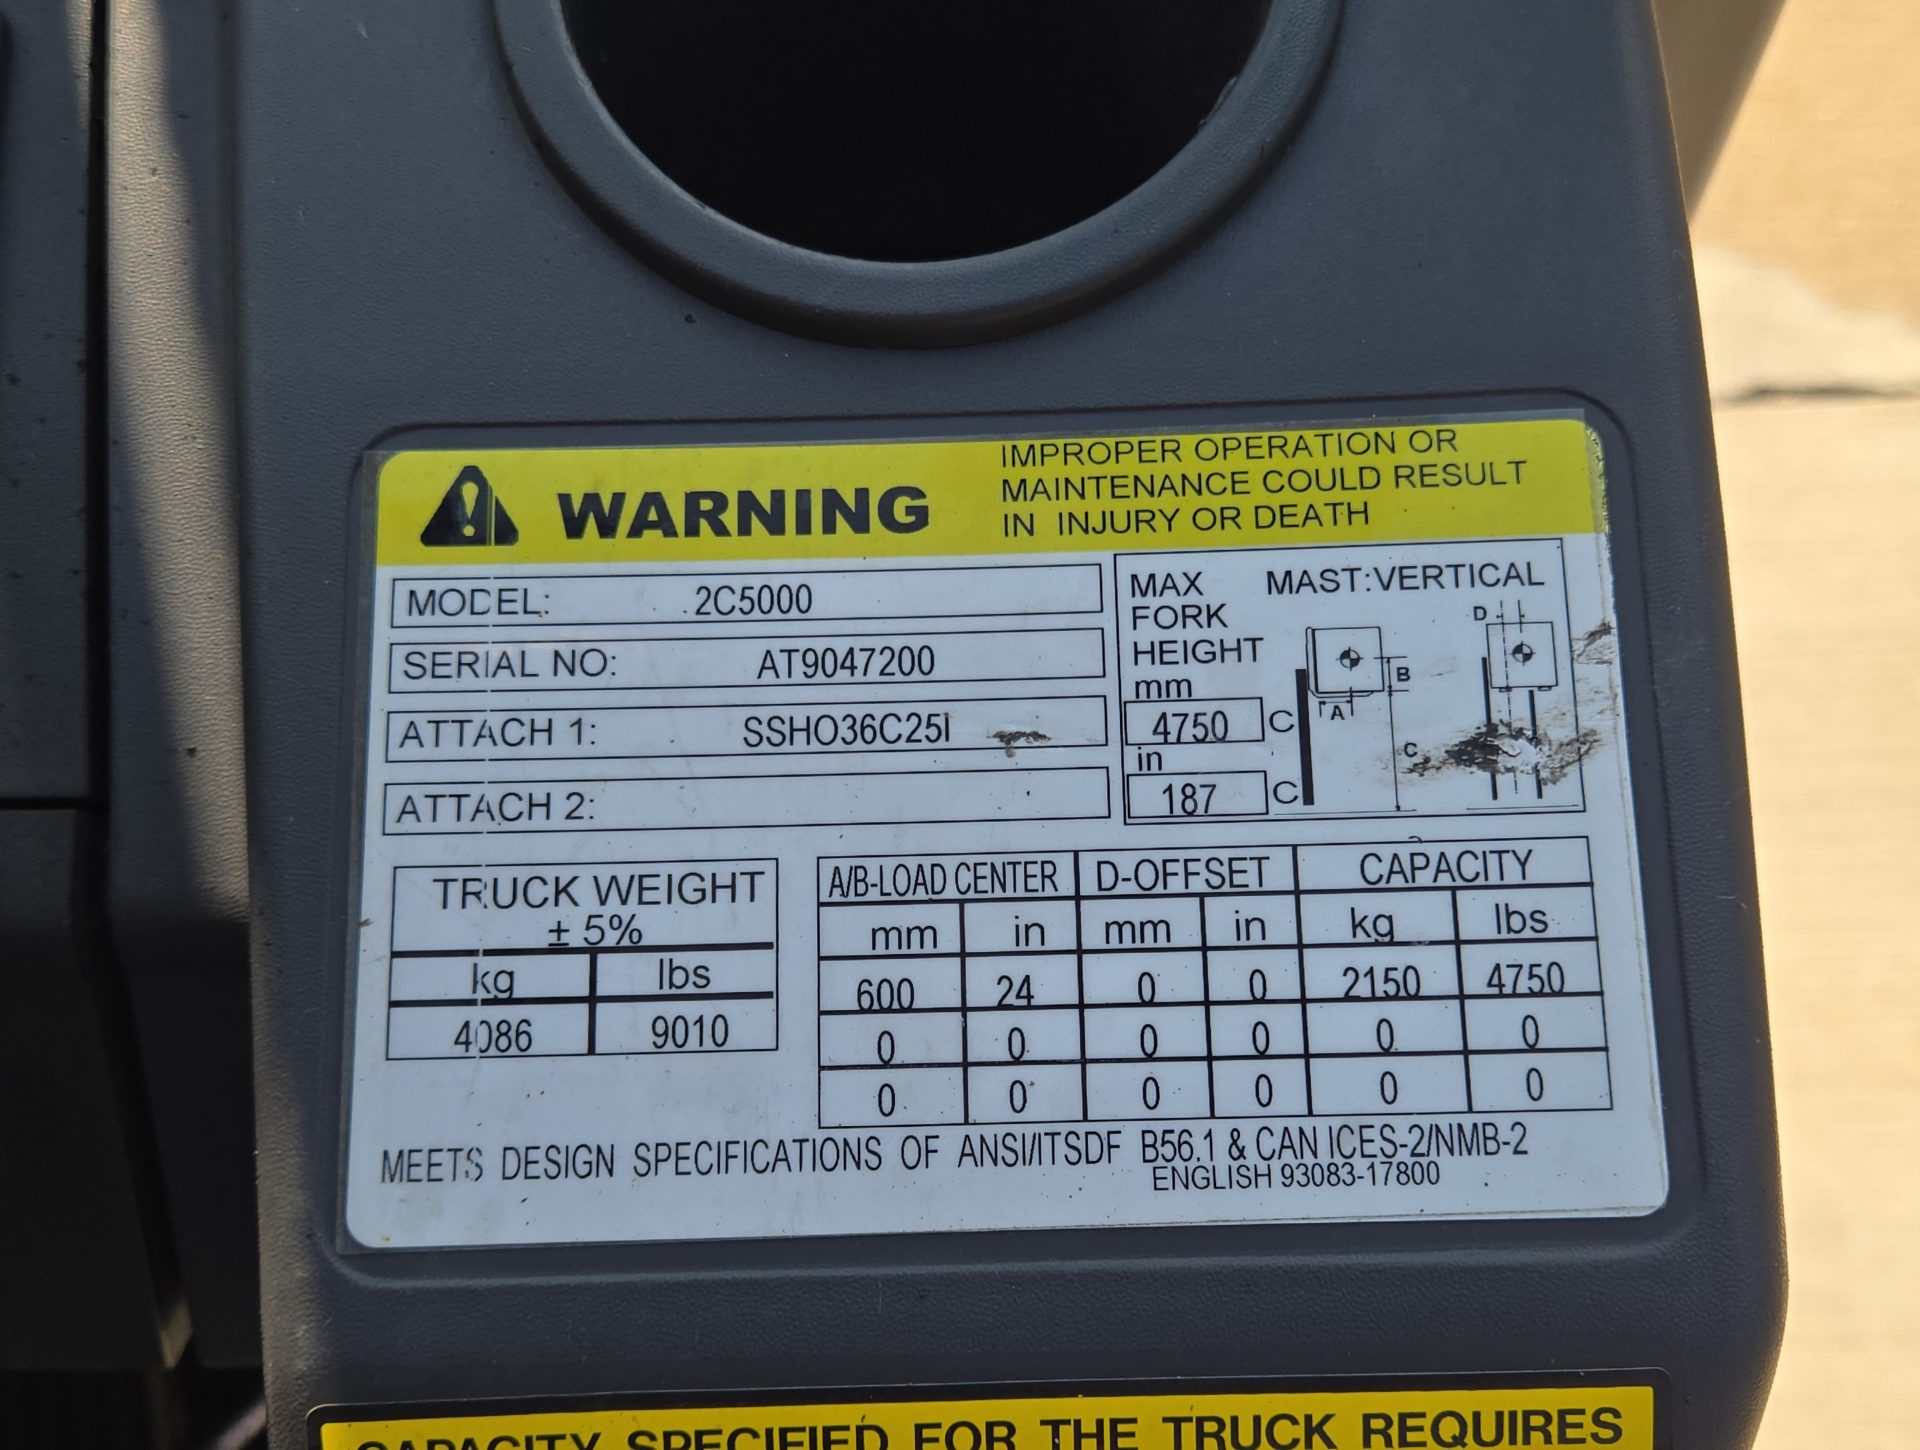 WARNING
IMPROPER OPERATION OR
MAINTENANCE COULD RESULT
IN INJURY OR DEATH
MODEL: 2C5000
SERIAL NO: AT9047200
ATTACH 1: SSHO36C25I
ATTACH 2:
MAX
FORK
HEIGHT
mm
4750 C
in
187 C
MAST:VERTICAL
D
B
A
C
TRUCK WEIGHT
± 5%
kg lbs
4086 9010
A/B-LOAD CENTER D-OFFSET CAPACITY
mm in mm in kg lbs
600 24 0 0 2150 4750
0 0 0 0 0 0
0 0 0 0 0 0
MEETS DESIGN SPECIFICATIONS OF ANSI/ITSDF B56.1 & CAN ICES-2/NMB-2
ENGLISH 93083-17800
CAPACITY SPECIFIED FOR THE TRUCK REQUIRES